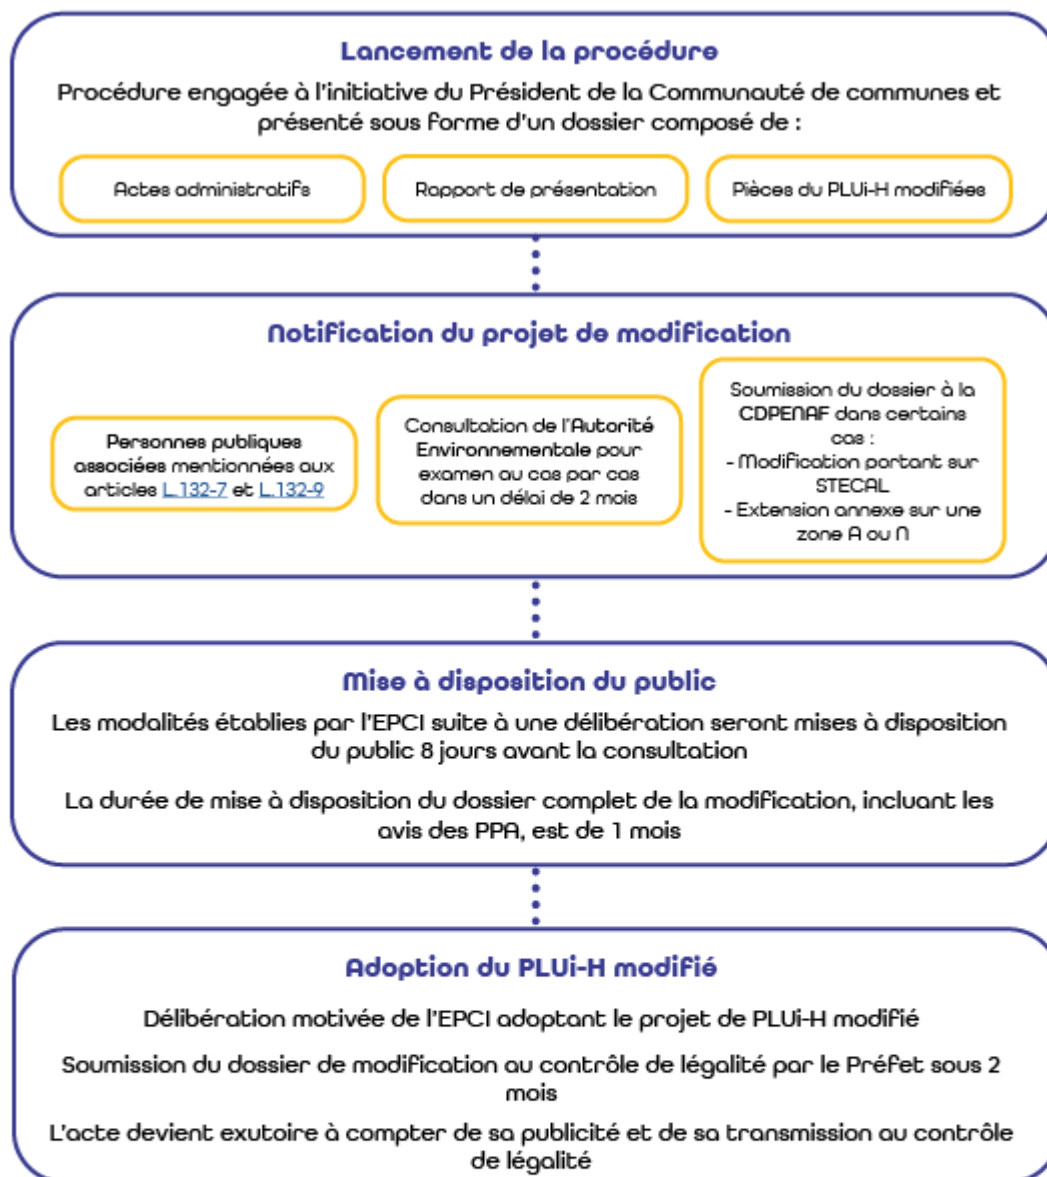 Lancement de la procédure
Procédure engagée à l'initiative du Président de la Communauté de communes et
présenté sous forme d'un dossier composé de :
Actes administratifs
Rapport de présentation
Pièces du PLUi-H modifiées
Notification du projet de modification
Personnes publiques
associées mentionnées aux
articles L.132-7 et L.132-9
Consultation de l'Autorité
Environnementale pour
examen au cas par cas
dans un délai de 2 mois
Soumission du dossier à la
CDPENAF dans certains
cas :
- Modification portant sur
STECAL
- Extension annexe sur une
zone A ou N
Mise à disposition du public
Les modalités établies par l'EPCI suite à une délibération seront mises à disposition
du public 8 jours avant la consultation
La durée de mise à disposition du dossier complet de la modification, incluant les
avis des PPA, est de 1 mois
Adoption du PLUi-H modifié
Délibération motivée de l'EPCI adoptant le projet de PLUi-H modifié
Soumission du dossier de modification au contrôle de légalité par le Préfet sous 2
mois
L'acte devient exutoire à compter de sa publicité et de sa transmission au contrôle
de légalité